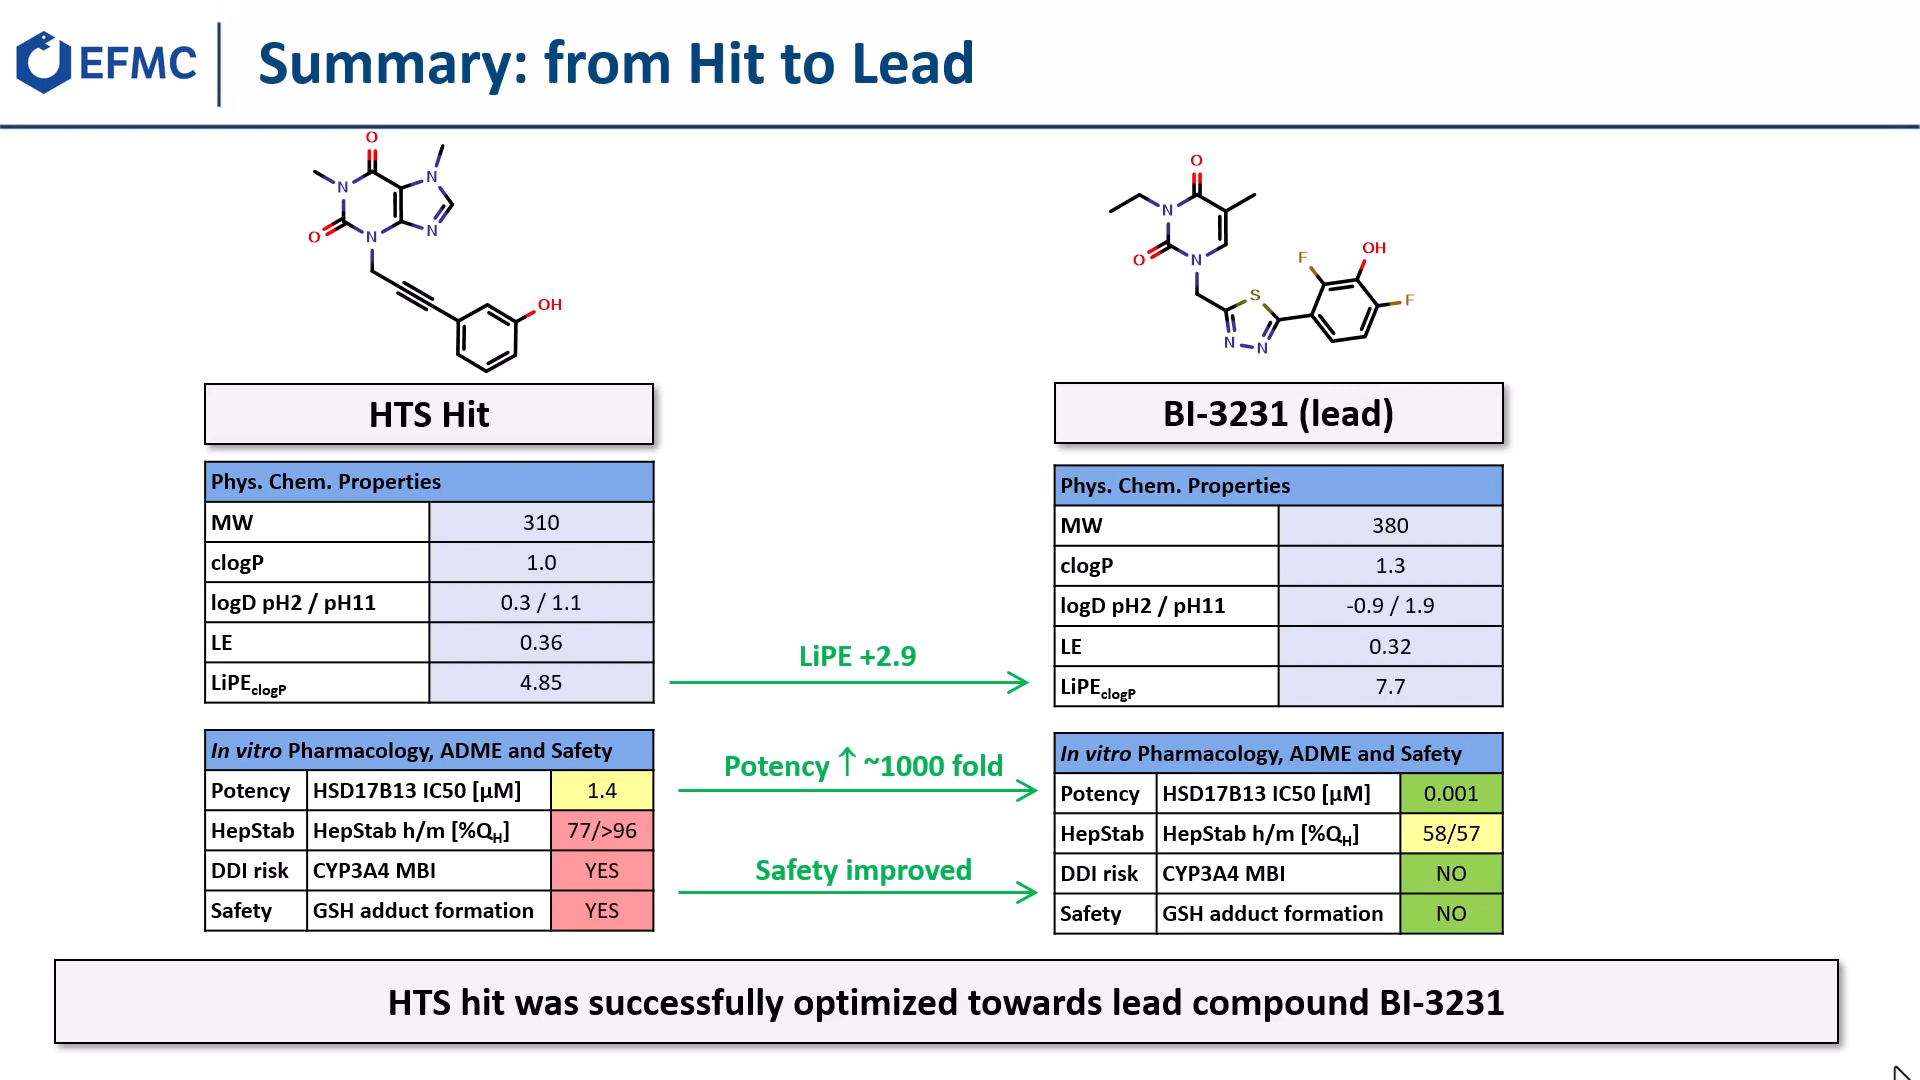 EFMC
Summary: from Hit to Lead
O
N
N
O
N
N
OH
O
N
O
N
F
OH
F
S
N
N
HTS Hit
BI-3231 (lead)
Phys. Chem. Properties
MW 310
clogP 1.0
logD pH2 / pH11 0.3 / 1.1
LE 0.36
LiPEclogP 4.85
LiPE +2.9
Phys. Chem. Properties
MW 380
clogP 1.3
logD pH2 / pH11 -0.9 / 1.9
LE 0.32
LiPEclogP 7.7
In vitro Pharmacology, ADME and Safety
Potency HSD17B13 IC50 [µM] 1.4
HepStab HepStab h/m [%QH] 77/>96
DDI risk CYP3A4 MBI YES
Safety GSH adduct formation YES
Potency ↑ ~1000 fold
Safety improved
In vitro Pharmacology, ADME and Safety
Potency HSD17B13 IC50 [µM] 0.001
HepStab HepStab h/m [%QH] 58/57
DDI risk CYP3A4 MBI NO
Safety GSH adduct formation NO
HTS hit was successfully optimized towards lead compound BI-3231